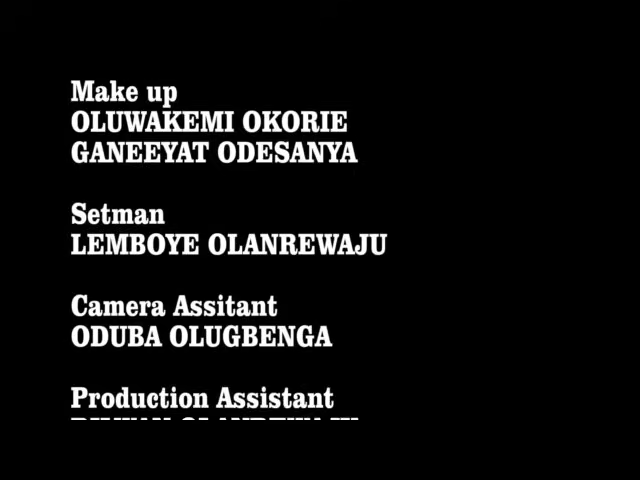 Make up
OLUWAKEMI OKORIE
GANEEYAT ODESANYA
Setman
LEMBOYE OLANREWAJU
Camera Assitant
ODUBA OLUGBENGA
Production Assistant